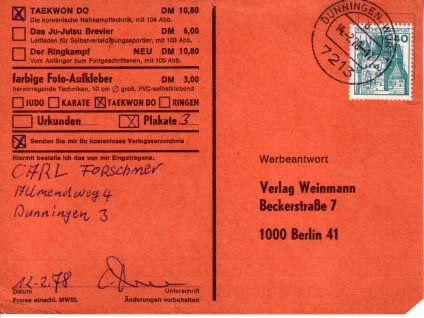 TAEKWON DO DM 10,80
Die koreanische Nahkampftechnik, mit 104 Abb.
Das Ju-Jutsu Brevier DM 6,00
Leitfaden für Selbstverteidigungssportler, mit 103 Abb.
Der Ringkampf NEU DM 10,80
Vom Anfänger zum Fortgeschrittenen, mit 105 Abb.
farbige Foto-Aufkleber DM 3,00
hervorragende Techniken, 10 cm Ø groß, PVC-selbstklebend
JUDO KARATE TAEKWON DO RINGEN
Urkunden Plakate 3
Senden Sie mir Ihr kostenloses Verlagsverzeichnis
Hiermit bestelle ich das von mir Eingetragene.
CARL Forschner
Allmendweg 4
Dunningen 3
12-2.78
Datum Unterschrift
Preise einschl. MWSt. Änderungen vorbehalten
DUNNINGEN, WÜRTT
7213
Werbeantwort
Verlag Weinmann
Beckerstraße 7
1000 Berlin 41